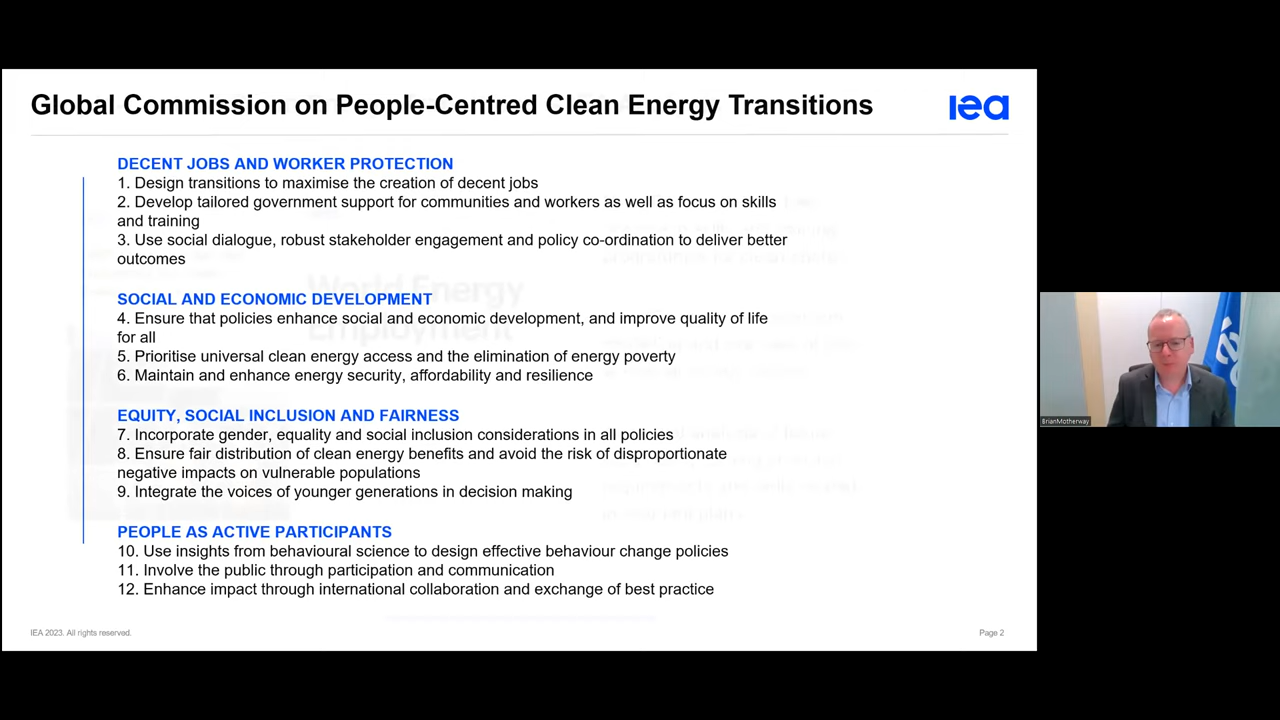 Global Commission on People-Centred Clean Energy Transitions
iea
DECENT JOBS AND WORKER PROTECTION
1. Design transitions to maximise the creation of decent jobs
2. Develop tailored government support for communities and workers as well as focus on skills
and training
3. Use social dialogue, robust stakeholder engagement and policy co-ordination to deliver better
outcomes
SOCIAL AND ECONOMIC DEVELOPMENT
4. Ensure that policies enhance social and economic development, and improve quality of life
for all
5. Prioritise universal clean energy access and the elimination of energy poverty
6. Maintain and enhance energy security, affordability and resilience
EQUITY, SOCIAL INCLUSION AND FAIRNESS
7. Incorporate gender, equality and social inclusion considerations in all policies
8. Ensure fair distribution of clean energy benefits and avoid the risk of disproportionate
negative impacts on vulnerable populations
9. Integrate the voices of younger generations in decision making
PEOPLE AS ACTIVE PARTICIPANTS
10. Use insights from behavioural science to design effective behaviour change policies
11. Involve the public through participation and communication
12. Enhance impact through international collaboration and exchange of best practice
World Energy
Employment
IEA 2023. All rights reserved.
Page 2
BrianMotherway